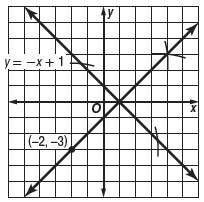 y
y = −x + 1
O
x
(−2, −3)